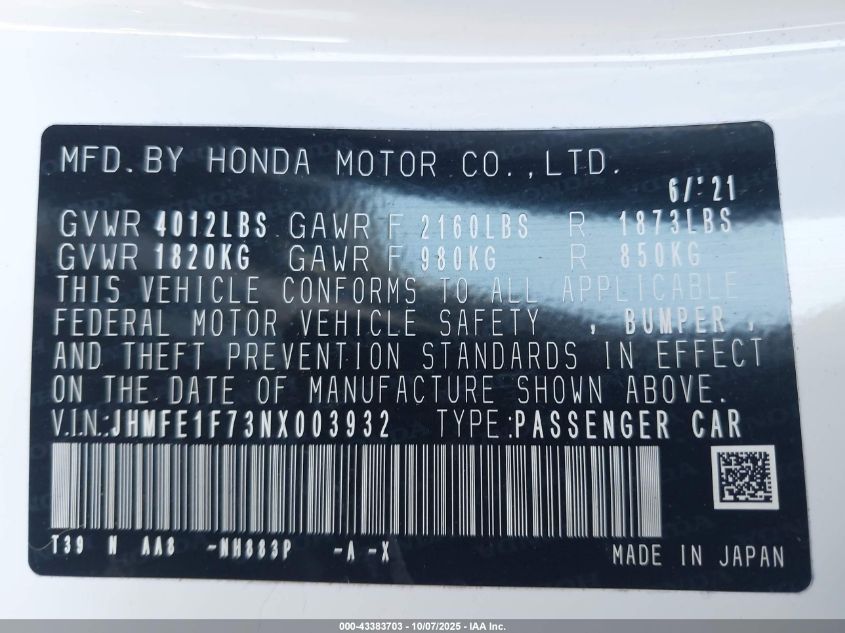 MFD. BY HONDA MOTOR CO., LTD.
6/'21
GVWR 4012LBS GAWR F 2160LBS R 1873LBS
GVWR 1820KG GAWR F 980KG R 850KG
THIS VEHICLE CONFORMS TO ALL APPLICABLE
FEDERAL MOTOR VEHICLE SAFETY , BUMPER ,
AND THEFT PREVENTION STANDARDS IN EFFECT
ON THE DATE OF MANUFACTURE SHOWN ABOVE.
V.I.N.:JHMFE1F73NX003932 TYPE:PASSENGER CAR
T39 N AA8 -NH883P -A -X
MADE IN JAPAN
000-43383703 - 10/07/2025 - IAA Inc.